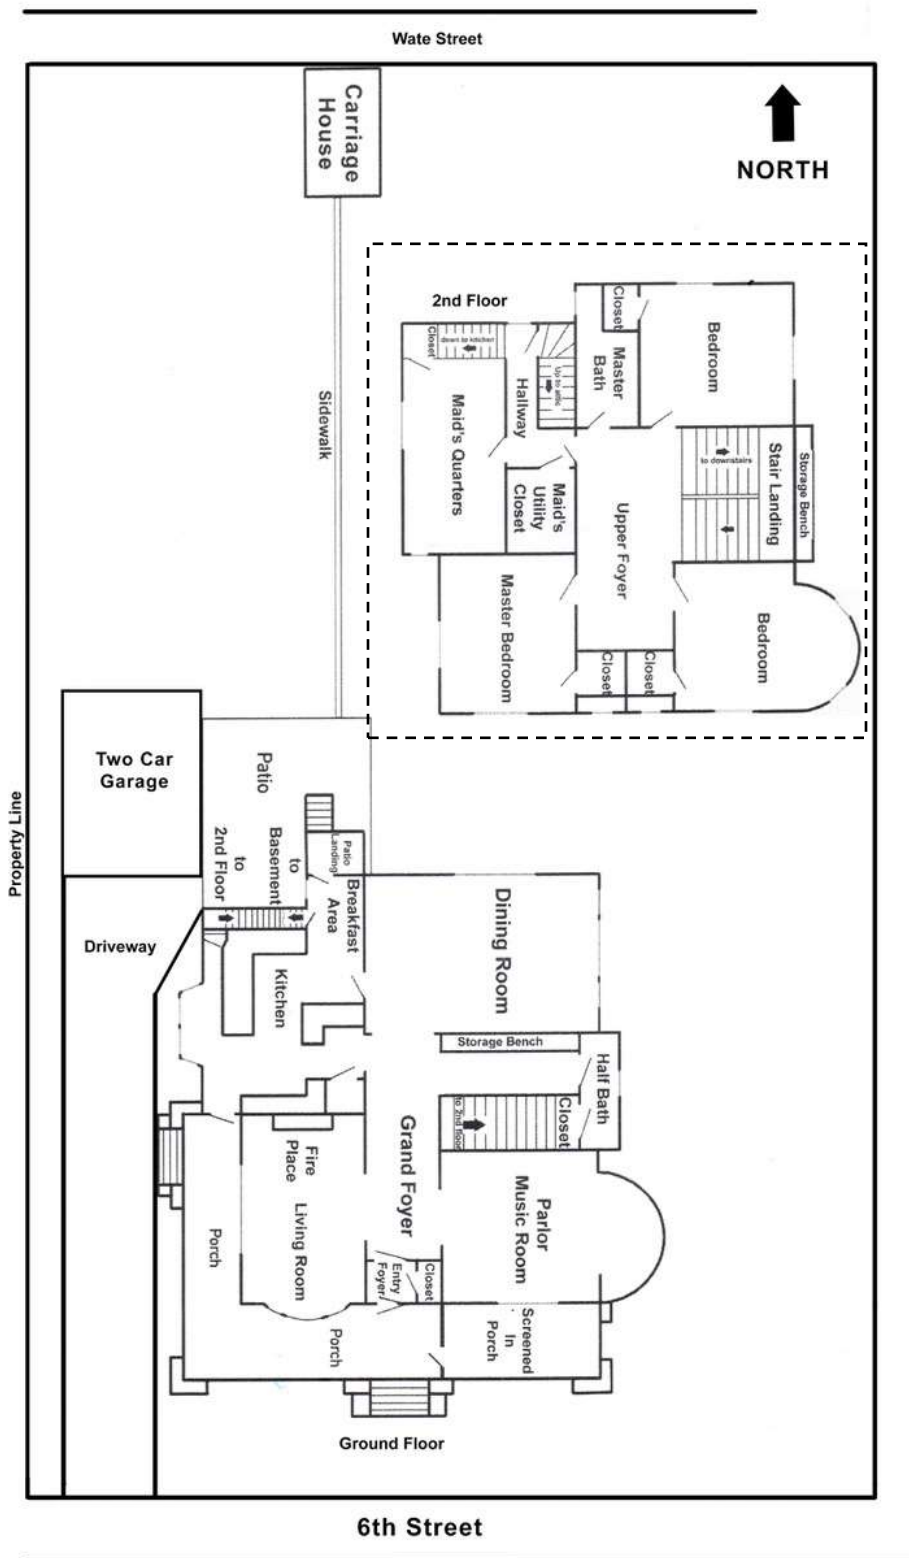 Wate Street
Carriage
House
NORTH
2nd Floor
Closet
down to kitchen
Closet
Master
Bath
Bedroom
Up to attic
Hallway
Maid's Quarters
Maid's
Utility
Closet
to downstairs
Stair Landing
Storage Bench
Upper Foyer
Master Bedroom
Bedroom
Closet
Closet
Sidewalk
Two Car
Garage
Patio
Property Line
Patio
Landing
to
Basement
to
2nd Floor
Breakfast
Area
Dining Room
Driveway
Kitchen
Storage Bench
Half Bath
to 2nd floor
Closet
Grand Foyer
Fire
Place
Living Room
Parlor
Music Room
Porch
Entry
Foyer
Closet
Porch
Screened
In
Porch
Ground Floor
6th Street